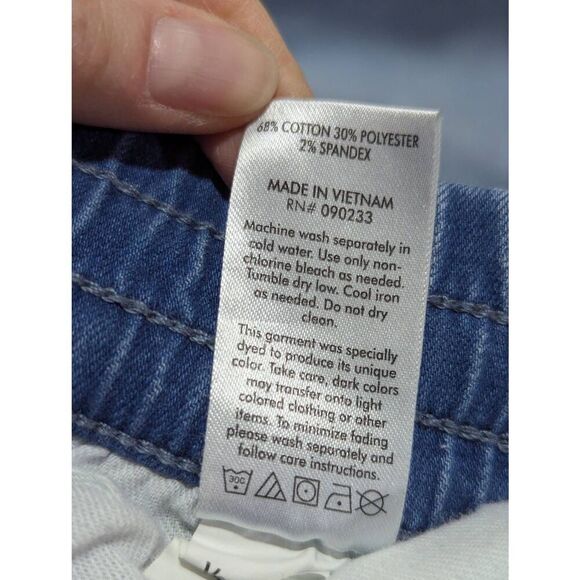 68% COTTON 30% POLYESTER
2% SPANDEX
MADE IN VIETNAM
RN# 090233
Machine wash separately in
cold water. Use only non-
chlorine bleach as needed.
Tumble dry low. Cool iron
as needed. Do not dry
clean.
This garment was specially
dyed to produce its unique
color. Take care, dark colors
may transfer onto light
colored clothing or other
items. To minimize fading
please wash separately and
follow care instructions.
30C